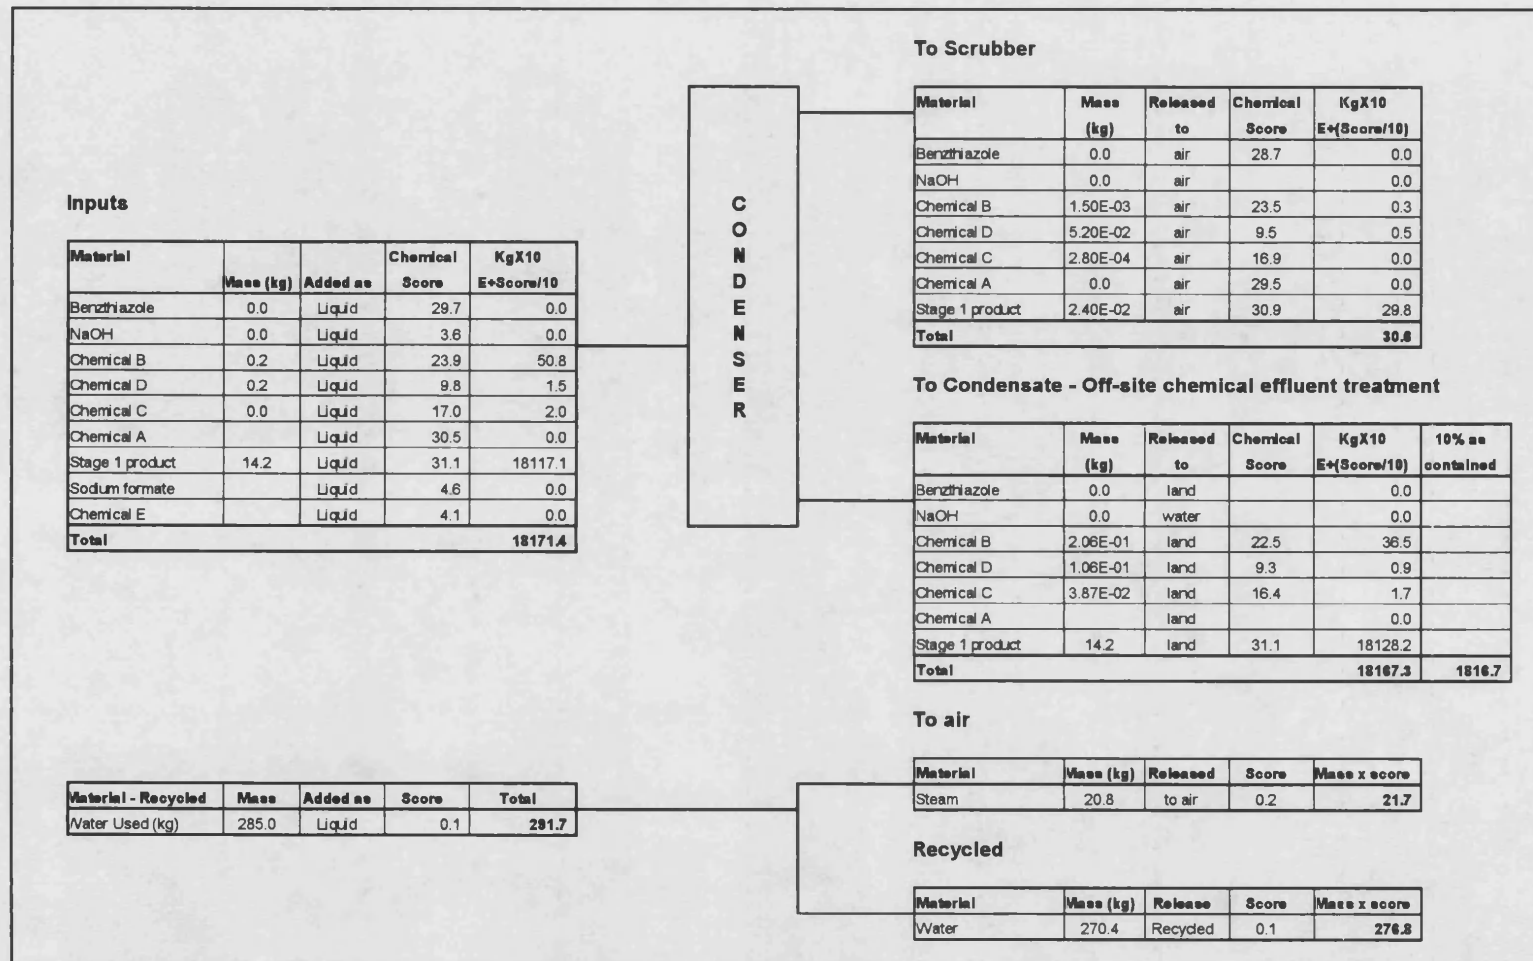 To Scrubber
Material Mass Released Chemical KgX10
(kg) to Score E+(Score/10)
Benzthiazole 0.0 air 28.7 0.0
NaOH 0.0 air 0.0
Chemical B 1.50E-03 air 23.5 0.3
Chemical D 5.20E-02 air 9.5 0.5
Chemical C 2.80E-04 air 16.9 0.0
Chemical A 0.0 air 29.5 0.0
Stage 1 product 2.40E-02 air 30.9 29.8
Total 30.6
Inputs
Material Chemical KgX10
Mass (kg) Added as Score E+Score/10
Benzthiazole 0.0 Liquid 29.7 0.0
NaOH 0.0 Liquid 3.6 0.0
Chemical B 0.2 Liquid 23.9 50.8
Chemical D 0.2 Liquid 9.8 1.5
Chemical C 0.0 Liquid 17.0 2.0
Chemical A Liquid 30.5 0.0
Stage 1 product 14.2 Liquid 31.1 18117.1
Sodium formate Liquid 4.6 0.0
Chemical E Liquid 4.1 0.0
Total 18171.4
C
O
N
D
E
N
S
E
R
To Condensate - Off-site chemical effluent treatment
Material Mass Released Chemical KgX10 10% as
(kg) to Score E+(Score/10) contained
Benzthiazole 0.0 land 0.0
NaOH 0.0 water 0.0
Chemical B 2.06E-01 land 22.5 36.5
Chemical D 1.06E-01 land 9.3 0.9
Chemical C 3.87E-02 land 16.4 1.7
Chemical A land 0.0
Stage 1 product 14.2 land 31.1 18128.2
Total 18167.3 1816.7
To air
Material Mass (kg) Released Score Mass x score
Steam 20.8 to air 0.2 21.7
Material - Recycled Mass Added as Score Total
Water Used (kg) 285.0 Liquid 0.1 291.7
Recycled
Material Mass (kg) Release Score Mass x score
Water 270.4 Recycled 0.1 276.8